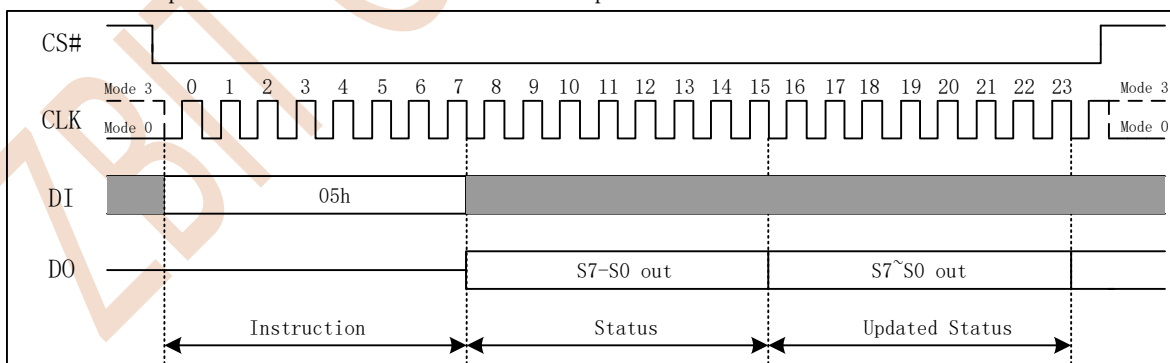 CS#
Mode 3 0 1 2 3 4 5 6 7 8 9 10 11 12 13 14 15 16 17 18 19 20 21 22 23 Mode 3
CLK
Mode 0 Mode 0
DI 05h
DO S7-S0 out S7~S0 out
Instruction Status Updated Status